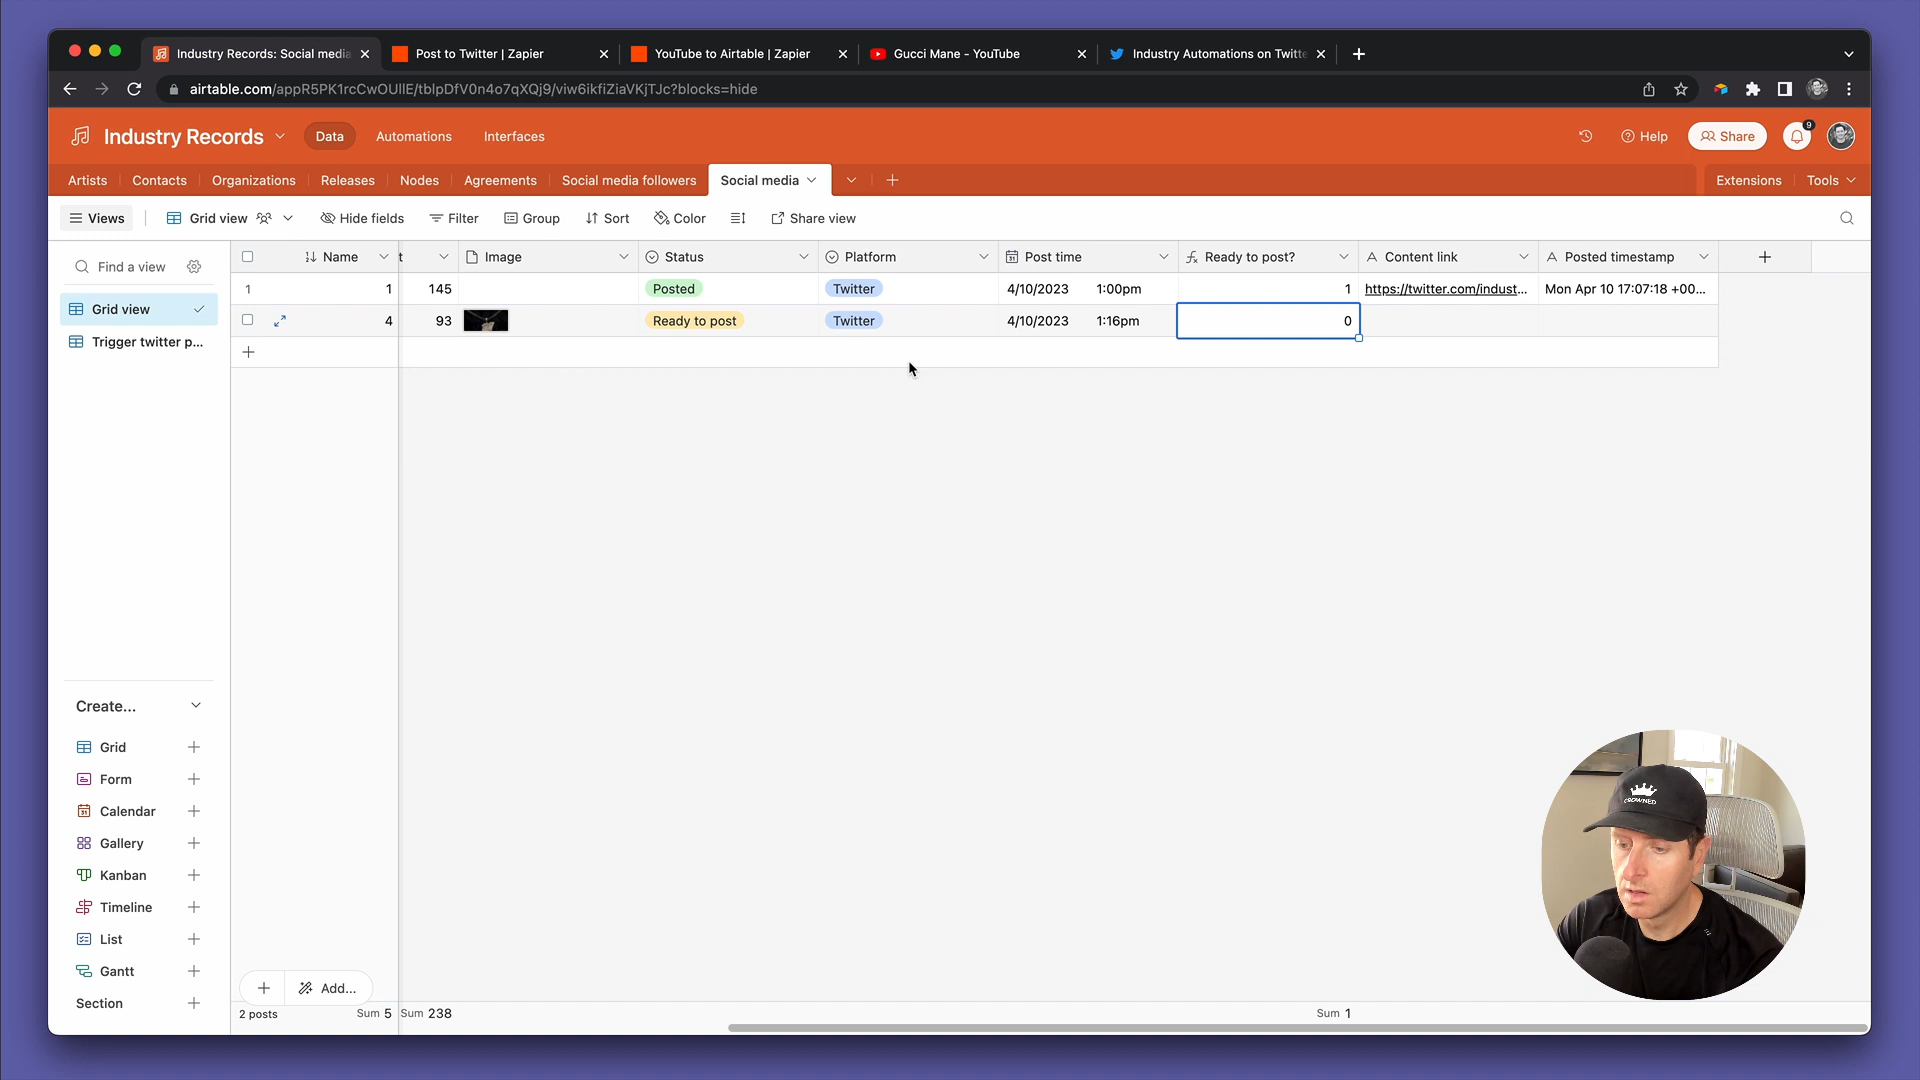 Industry Records: Social media
Post to Twitter | Zapier
YouTube to Airtable | Zapier
Gucci Mane - YouTube
Industry Automations on Twitte
airtable.com/appR5PK1rcCwOUIlE/tblpDfV0n4o7qXQj9/viw6ikfiZiaVKjTJc?blocks=hide
Industry Records
Data
Automations
Interfaces
Help
Share
9
Artists
Contacts
Organizations
Releases
Nodes
Agreements
Social media followers
Social media
Extensions
Tools
Views
Grid view
Hide fields
Filter
Group
Sort
Color
Share view
Find a view
Name
t
Image
Status
Platform
Post time
Ready to post?
Content link
Posted timestamp
1 1 145 Posted Twitter 4/10/2023 1:00pm 1 https://twitter.com/indust... Mon Apr 10 17:07:18 +00...
4 93 Ready to post Twitter 4/10/2023 1:16pm 0
Grid view
Trigger twitter p...
Create...
Grid
Form
Calendar
Gallery
Kanban
Timeline
List
Gantt
Section
Add...
2 posts
Sum 5
Sum 238
Sum 1
CROWNED